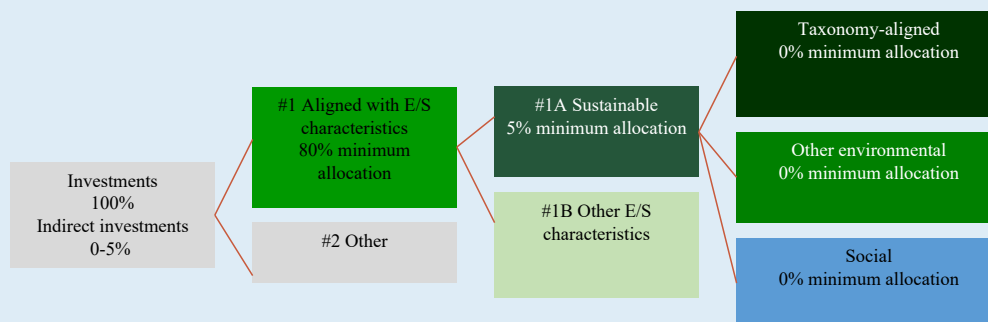 Investments
100%
Indirect investments
0-5%
#1 Aligned with E/S
characteristics
80% minimum
allocation
#2 Other
#1A Sustainable
5% minimum allocation
#1B Other E/S
characteristics
Taxonomy-aligned
0% minimum allocation
Other environmental
0% minimum allocation
Social
0% minimum allocation